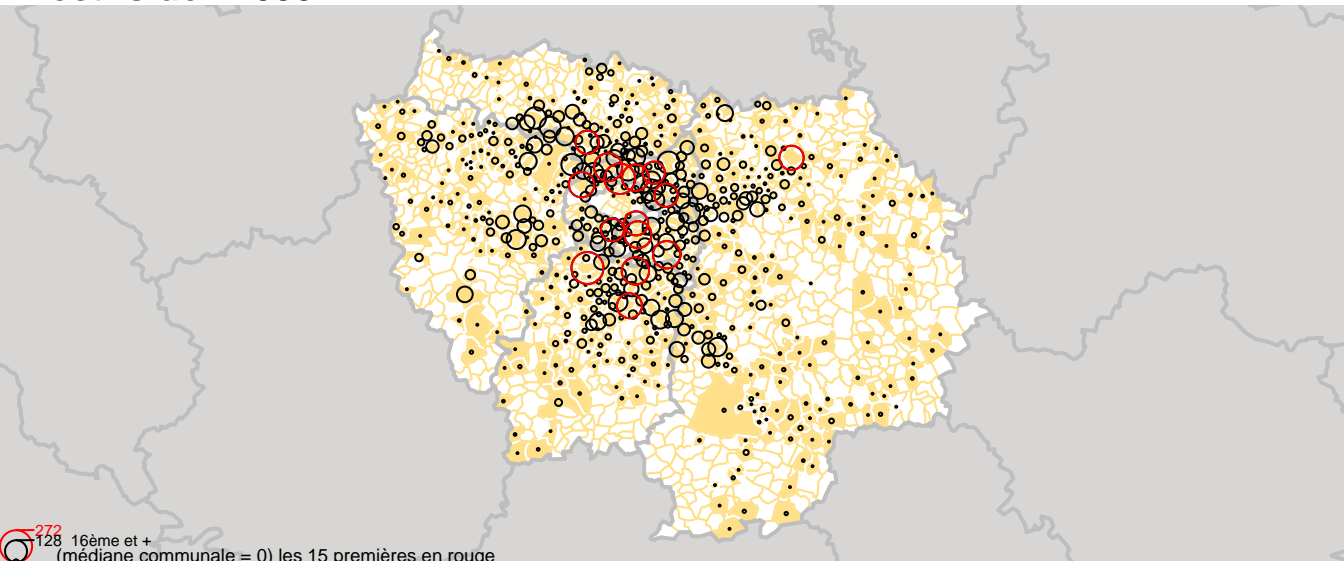 272
128 16ème et +
(médiane communale = 0) les 15 premières en rouge